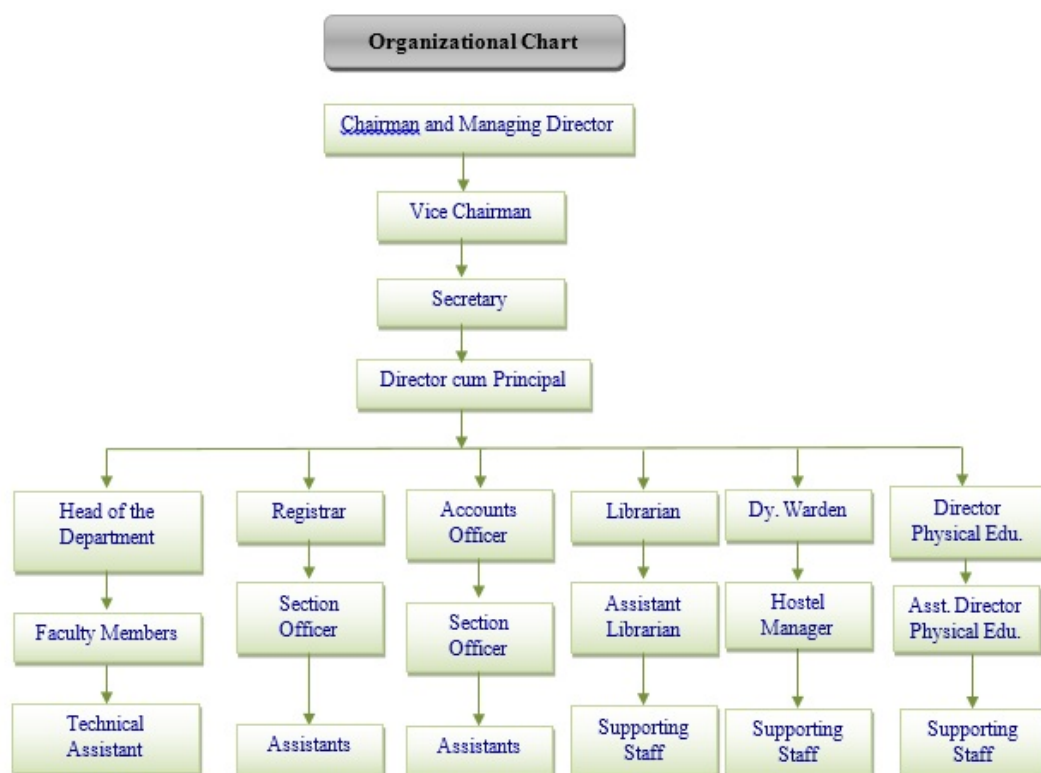 Organizational Chart
Chairman and Managing Director
Vice Chairman
Secretary
Director cum Principal
Head of the
Department
Registrar
Accounts
Officer
Librarian
Dy. Warden
Director
Physical Edu.
Faculty Members
Section
Officer
Section
Officer
Assistant
Librarian
Hostel
Manager
Asst. Director
Physical Edu.
Technical
Assistant
Assistants
Assistants
Supporting
Staff
Supporting
Staff
Supporting
Staff